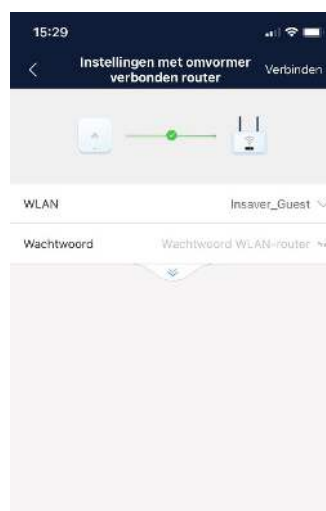 15:29
Instellingen met omvormer
verbonden router
Verbinden
WLAN Insaver_Guest
Wachtwoord Wachtwoord WLAN-router